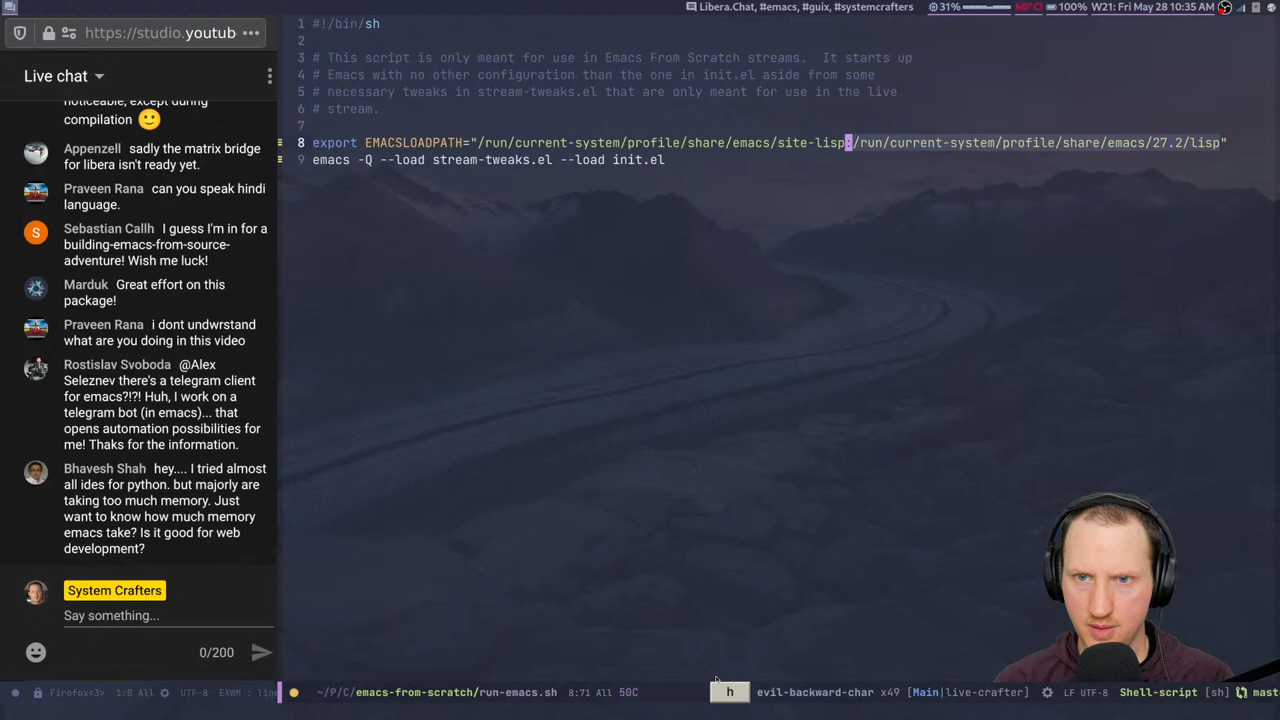 Libera.Chat, #emacs, #guix, #systemcrafters
31% 60°C 100% W21: Fri May 28 10:35 AM
https://studio.youtub
Live chat
noticeable, except during
compilation
Appenzell sadly the matrix bridge
for libera isn't ready yet.
Praveen Rana can you speak hindi
language.
Sebastian Callh I guess I'm in for a
building-emacs-from-source-
adventure! Wish me luck!
Marduk Great effort on this
package!
Praveen Rana i dont undwrstand
what are you doing in this video
Rostislav Svoboda @Alex
Seleznev there's a telegram client
for emacs?!?! Huh, I work on a
telegram bot (in emacs)... that
opens automation possibilities for
me! Thaks for the information.
Bhavesh Shah hey.... I tried almost
all ides for python. but majorly are
taking too much memory. Just
want to know how much memory
emacs take? Is it good for web
development?
System Crafters
Say something...
0/200
1 #!/bin/sh
2
3 # This script is only meant for use in Emacs From Scratch streams.  It starts up
4 # Emacs with no other configuration than the one in init.el aside from some
5 # necessary tweaks in stream-tweaks.el that are only meant for use in the live
6 # stream.
7
8 export EMACSLOADPATH="/run/current-system/profile/share/emacs/site-lisp:/run/current-system/profile/share/emacs/27.2/lisp"
9 emacs -Q --load stream-tweaks.el --load init.el
Firefox<3> 1:0 All UTF-8 EXWM : line
~/P/C/emacs-from-scratch/run-emacs.sh 8:71 All 50C
h evil-backward-char x49 [Main|live-crafter] LF UTF-8 Shell-script [sh] mast